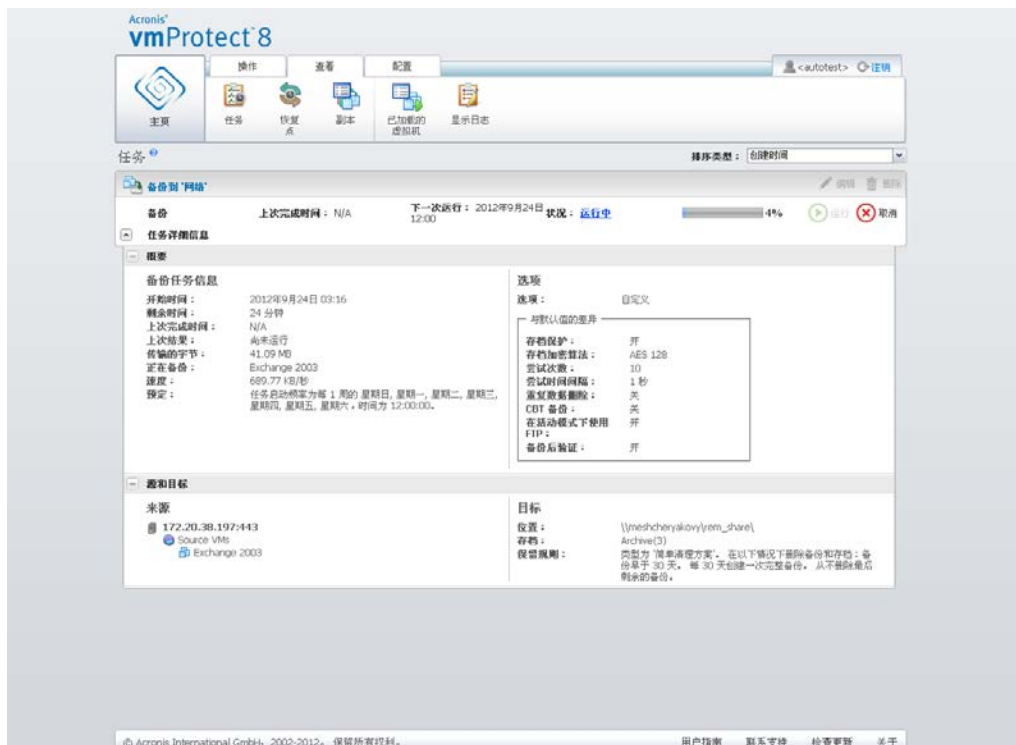 Acronis®
vmProtect 8
操作 查看 配置
<autotest> 注销
主页
任务
恢复点
副本
已加载的虚拟机
显示日志
任务
排序类型： 创建时间
备份到 '网络'
编辑 删除
备份 上次完成时间： N/A 下一次运行： 2012年9月24日 12:00 状况： 运行中 4% 运行 取消
任务详细信息
概要
备份任务信息
开始时间： 2012年9月24日 03:16
剩余时间： 24 分钟
上次完成时间： N/A
上次结果： 尚未运行
传输的字节： 41.09 MB
正在备份： Exchange 2003
速度： 689.77 KB/秒
预定： 任务启动频率为每 1 周的 星期日, 星期一, 星期二, 星期三,
星期四, 星期五, 星期六。时间为 12:00:00。
选项
选项： 自定义
与默认值的差异
存档保护： 开
存档加密算法： AES 128
尝试次数： 10
尝试时间间隔： 1 秒
重复数据删除： 关
CBT 备份： 关
在活动模式下使用 FTP： 开
备份后验证： 开
源和目标
来源
172.20.38.197:443
Source VMs
Exchange 2003
目标
位置： \\meshcheryakovy\rem_share\
存档： Archive(3)
保留规则： 类型为 '简单清理方案'。 在以下情况下删除备份和存档：备
份早于 30 天。 每 30 天创建一次完整备份。 从不删除最后
剩余的备份。
© Acronis International GmbH, 2002-2012。 保留所有权利。
用户指南 联系支持 检查更新 关于